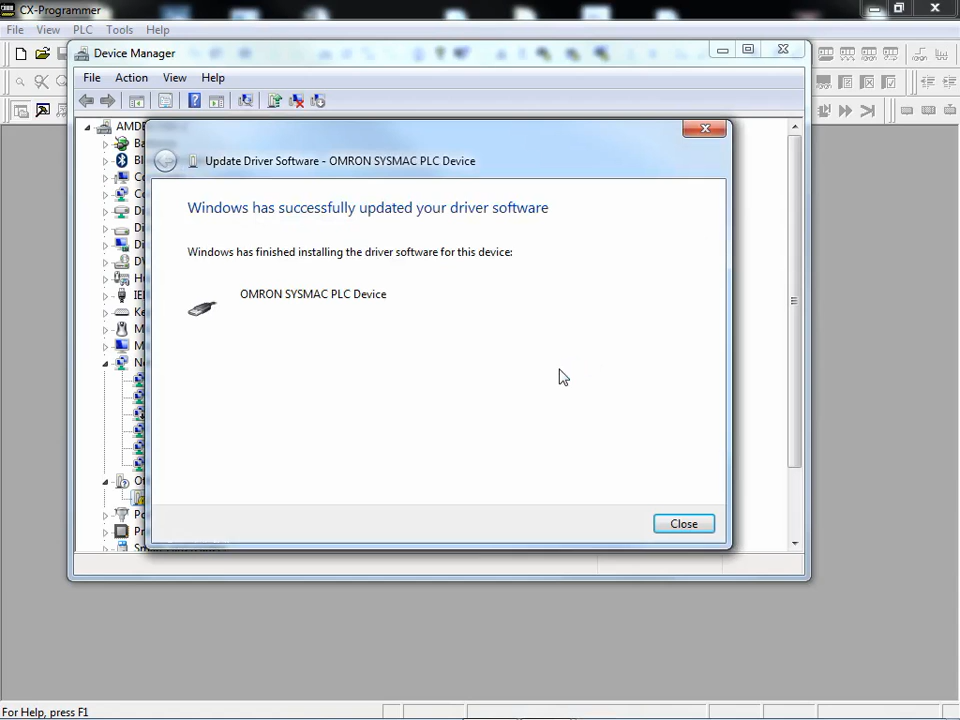 CX-Programmer
File View PLC Tools Help
Device Manager
File Action View Help
AMD
Update Driver Software - OMRON SYSMAC PLC Device
Windows has successfully updated your driver software
Windows has finished installing the driver software for this device:
OMRON SYSMAC PLC Device
Close
For Help, press F1